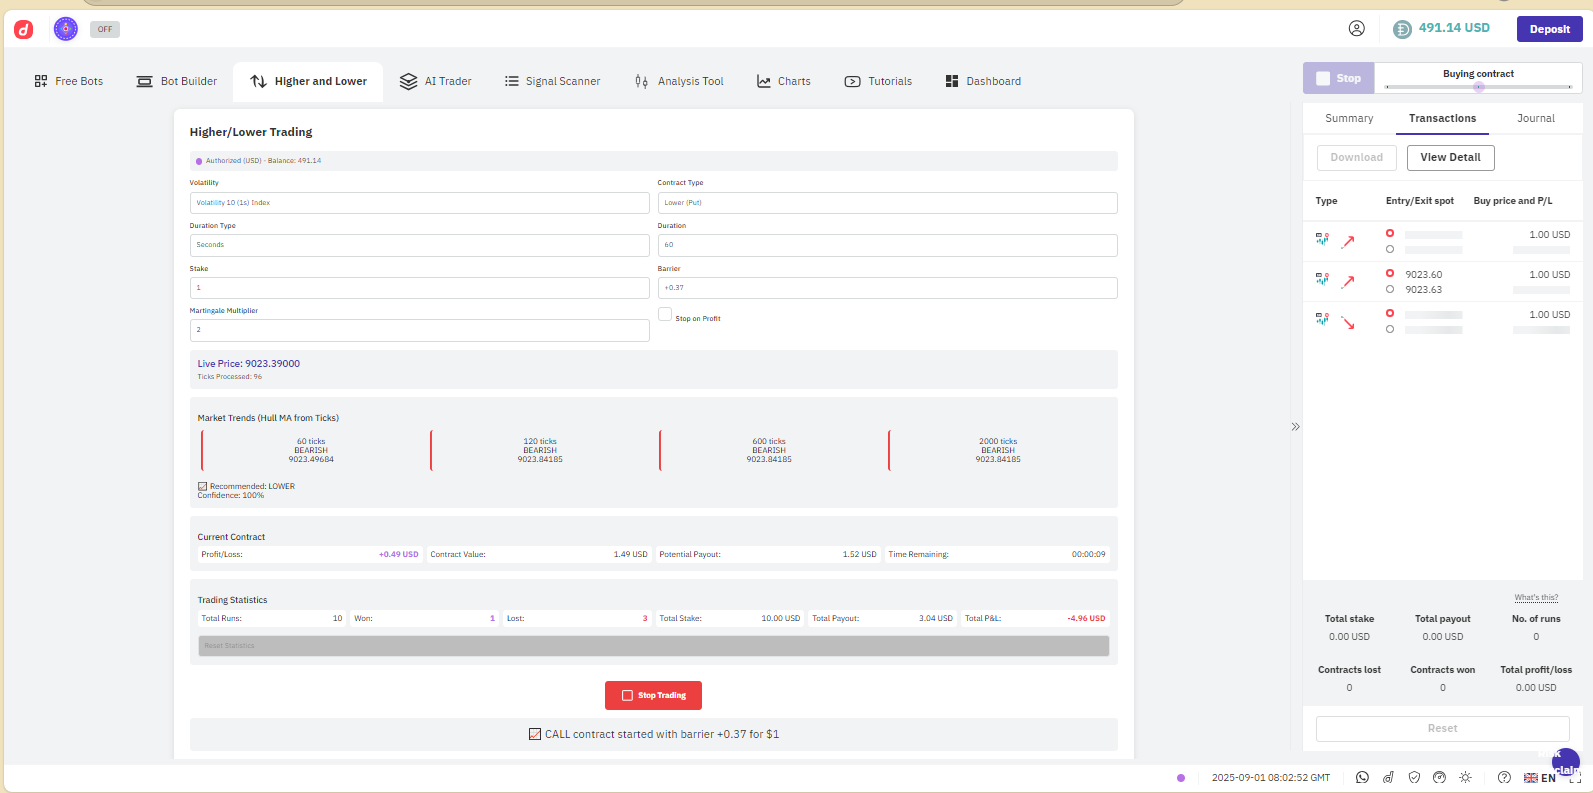 OFF
491.14 USD
Deposit
Free Bots
Bot Builder
Higher and Lower
AI Trader
Signal Scanner
Analysis Tool
Charts
Tutorials
Dashboard
Stop
Buying contract
Higher/Lower Trading
Authorized (USD) - Balance: 491.14
Volatility
Contract Type
Volatility 10 (1s) Index
Lower (Put)
Duration Type
Duration
Seconds
60
Stake
Barrier
1
+0.37
Martingale Multiplier
2
Stop on Profit
Live Price: 9023.39000
Ticks Processed: 96
Market Trends (Hull MA from Ticks)
60 ticks
BEARISH
9023.49684
120 ticks
BEARISH
9023.84185
600 ticks
BEARISH
9023.84185
2000 ticks
BEARISH
9023.84185
Recommended: LOWER
Confidence: 100%
Current Contract
Profit/Loss: +0.49 USD
Contract Value: 1.49 USD
Potential Payout: 1.52 USD
Time Remaining: 00:00:09
Trading Statistics
Total Runs: 10
Won: 1
Lost: 3
Total Stake: 10.00 USD
Total Payout: 3.04 USD
Total P&L: -4.96 USD
Reset Statistics
Stop Trading
CALL contract started with barrier +0.37 for $1
Summary
Transactions
Journal
Download
View Detail
Type
Entry/Exit spot
Buy price and P/L
1.00 USD
9023.60
9023.63
1.00 USD
1.00 USD
What's this?
Total stake
0.00 USD
Total payout
0.00 USD
No. of runs
0
Contracts lost
0
Contracts won
0
Total profit/loss
0.00 USD
Reset
2025-09-01 08:02:52 GMT
EN